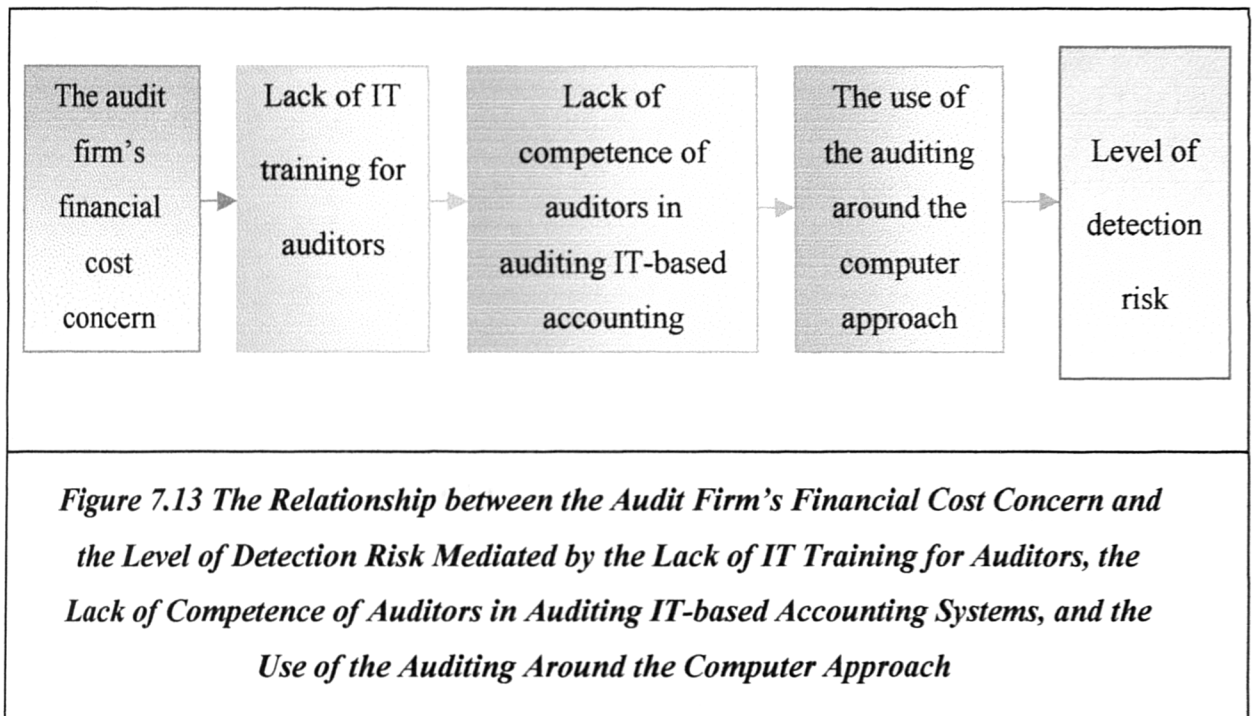 The audit
firm's
financial
cost
concern
Lack of IT
training for
auditors
Lack of
competence of
auditors in
auditing IT-based
accounting
The use of
the auditing
around the
computer
approach
Level of
detection
risk
Figure 7.13 The Relationship between the Audit Firm's Financial Cost Concern and
the Level of Detection Risk Mediated by the Lack of IT Training for Auditors, the
Lack of Competence of Auditors in Auditing IT-based Accounting Systems, and the
Use of the Auditing Around the Computer Approach